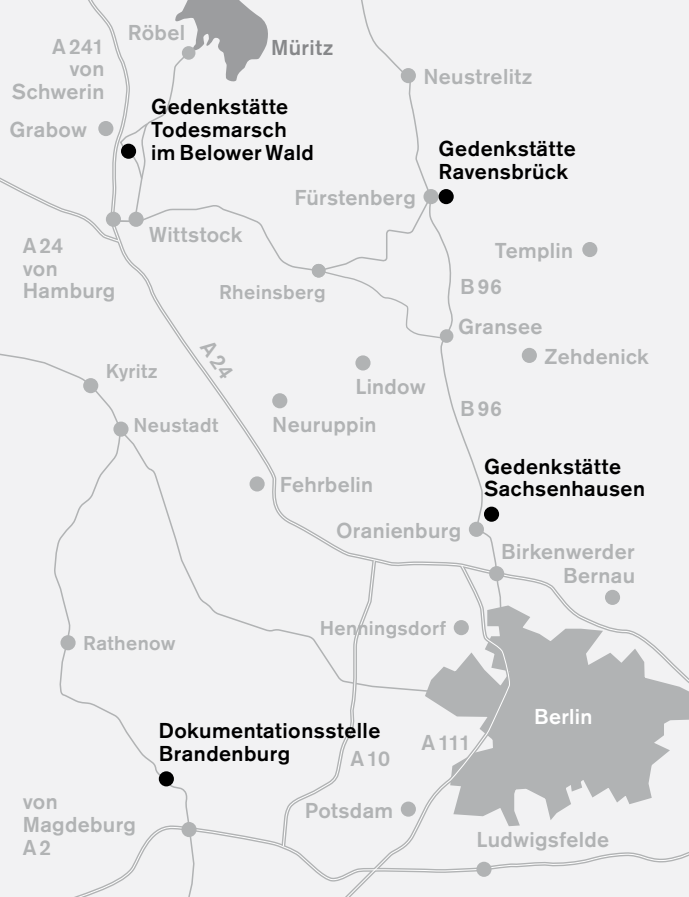 Röbel
Müritz
A 241
von
Schwerin
Neustrelitz
Gedenkstätte
Todesmarsch
im Belower Wald
Grabow
Gedenkstätte
Ravensbrück
Fürstenberg
Wittstock
A 24
von
Hamburg
Templin
Rheinsberg
B 96
Gransee
A 24
Zehdenick
Kyritz
Lindow
B 96
Neustadt
Neuruppin
Gedenkstätte
Sachsenhausen
Fehrbelin
Oranienburg
Birkenwerder
Bernau
Henningsdorf
Rathenow
Berlin
Dokumentationsstelle
Brandenburg
A 111
A 10
von
Magdeburg
A 2
Potsdam
Ludwigsfelde